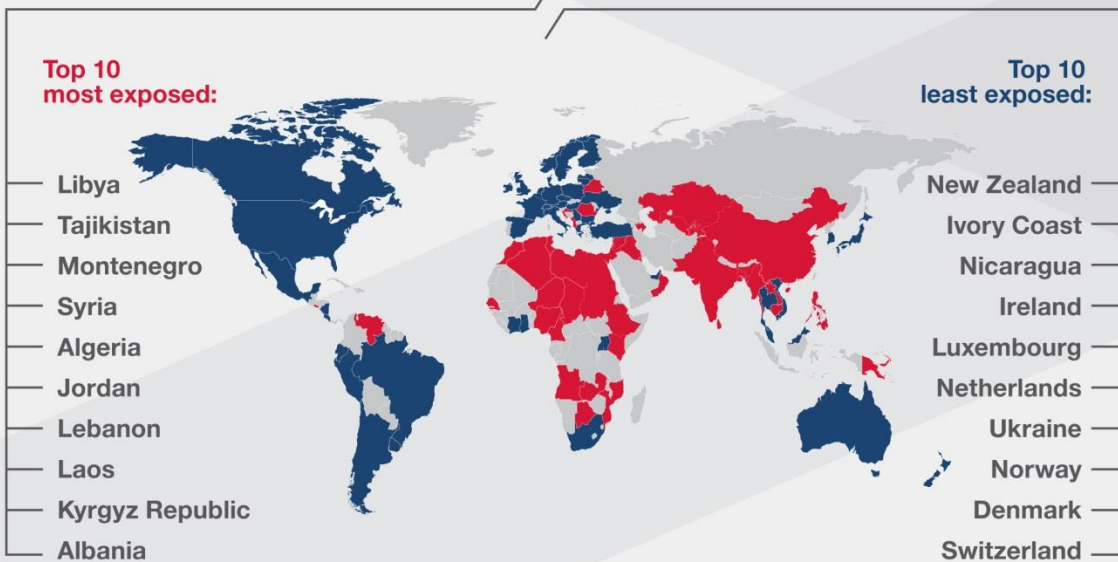 Top 10
most exposed:
Libya
Tajikistan
Montenegro
Syria
Algeria
Jordan
Lebanon
Laos
Kyrgyz Republic
Albania
Top 10
least exposed:
New Zealand
Ivory Coast
Nicaragua
Ireland
Luxembourg
Netherlands
Ukraine
Norway
Denmark
Switzerland